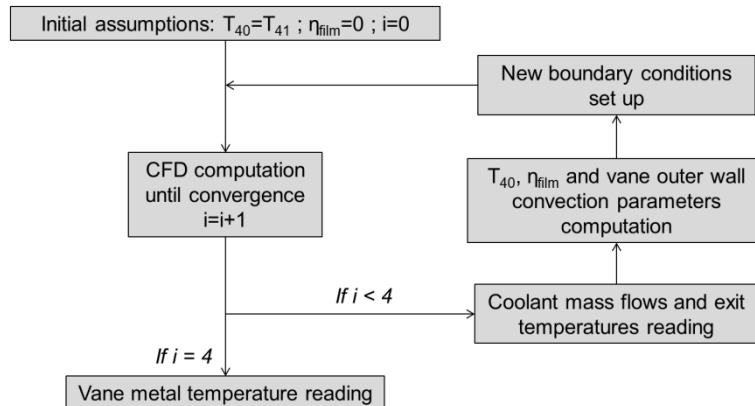 Initial assumptions: T₄₀=T₄₁ ; η_film=0 ; i=0
New boundary conditions
set up
CFD computation
until convergence
i=i+1
T₄₀, η_film and vane outer wall
convection parameters
computation
If i < 4
Coolant mass flows and exit
temperatures reading
If i = 4
Vane metal temperature reading